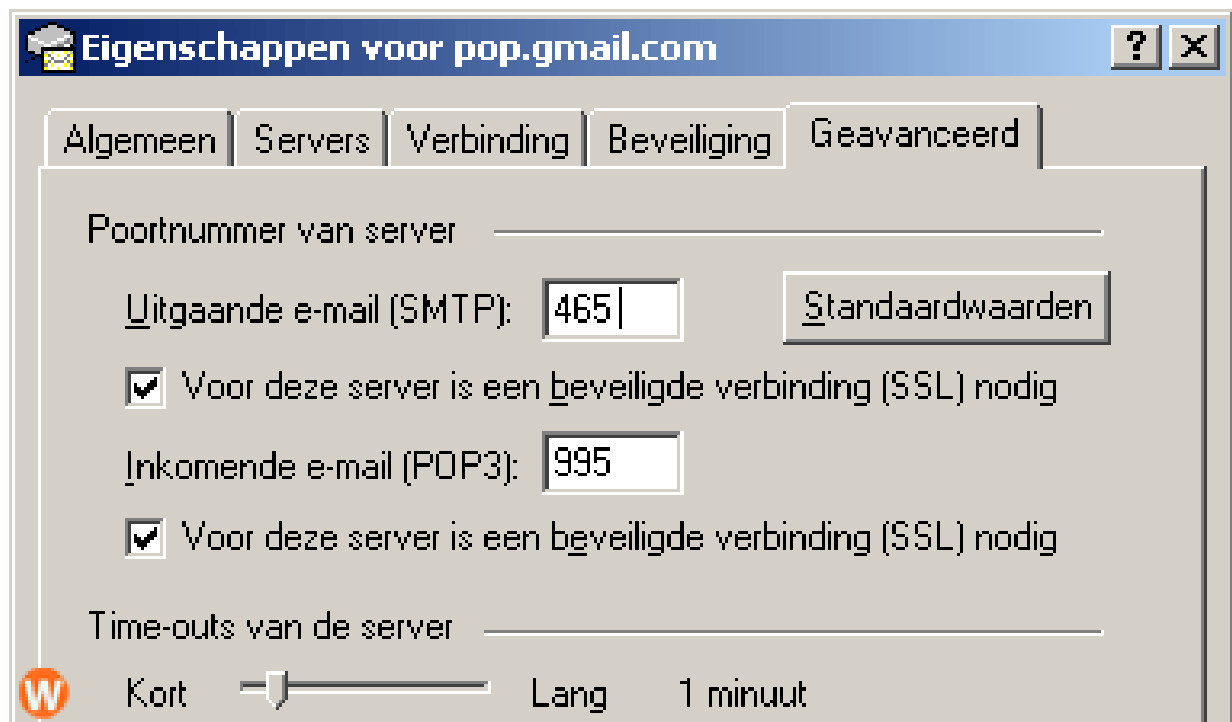 Eigenschappen voor pop.gmail.com ?
Algemeen Servers Verbinding Beveiliging Geavanceerd
Poortnummer van server
Uitgaande e-mail (SMTP): 465 Standaardwaarden
Voor deze server is een beveiligde verbinding (SSL) nodig
Inkomende e-mail (POP3): 995
Voor deze server is een beveiligde verbinding (SSL) nodig
Time-outs van de server
W Kort Lang 1 minuut